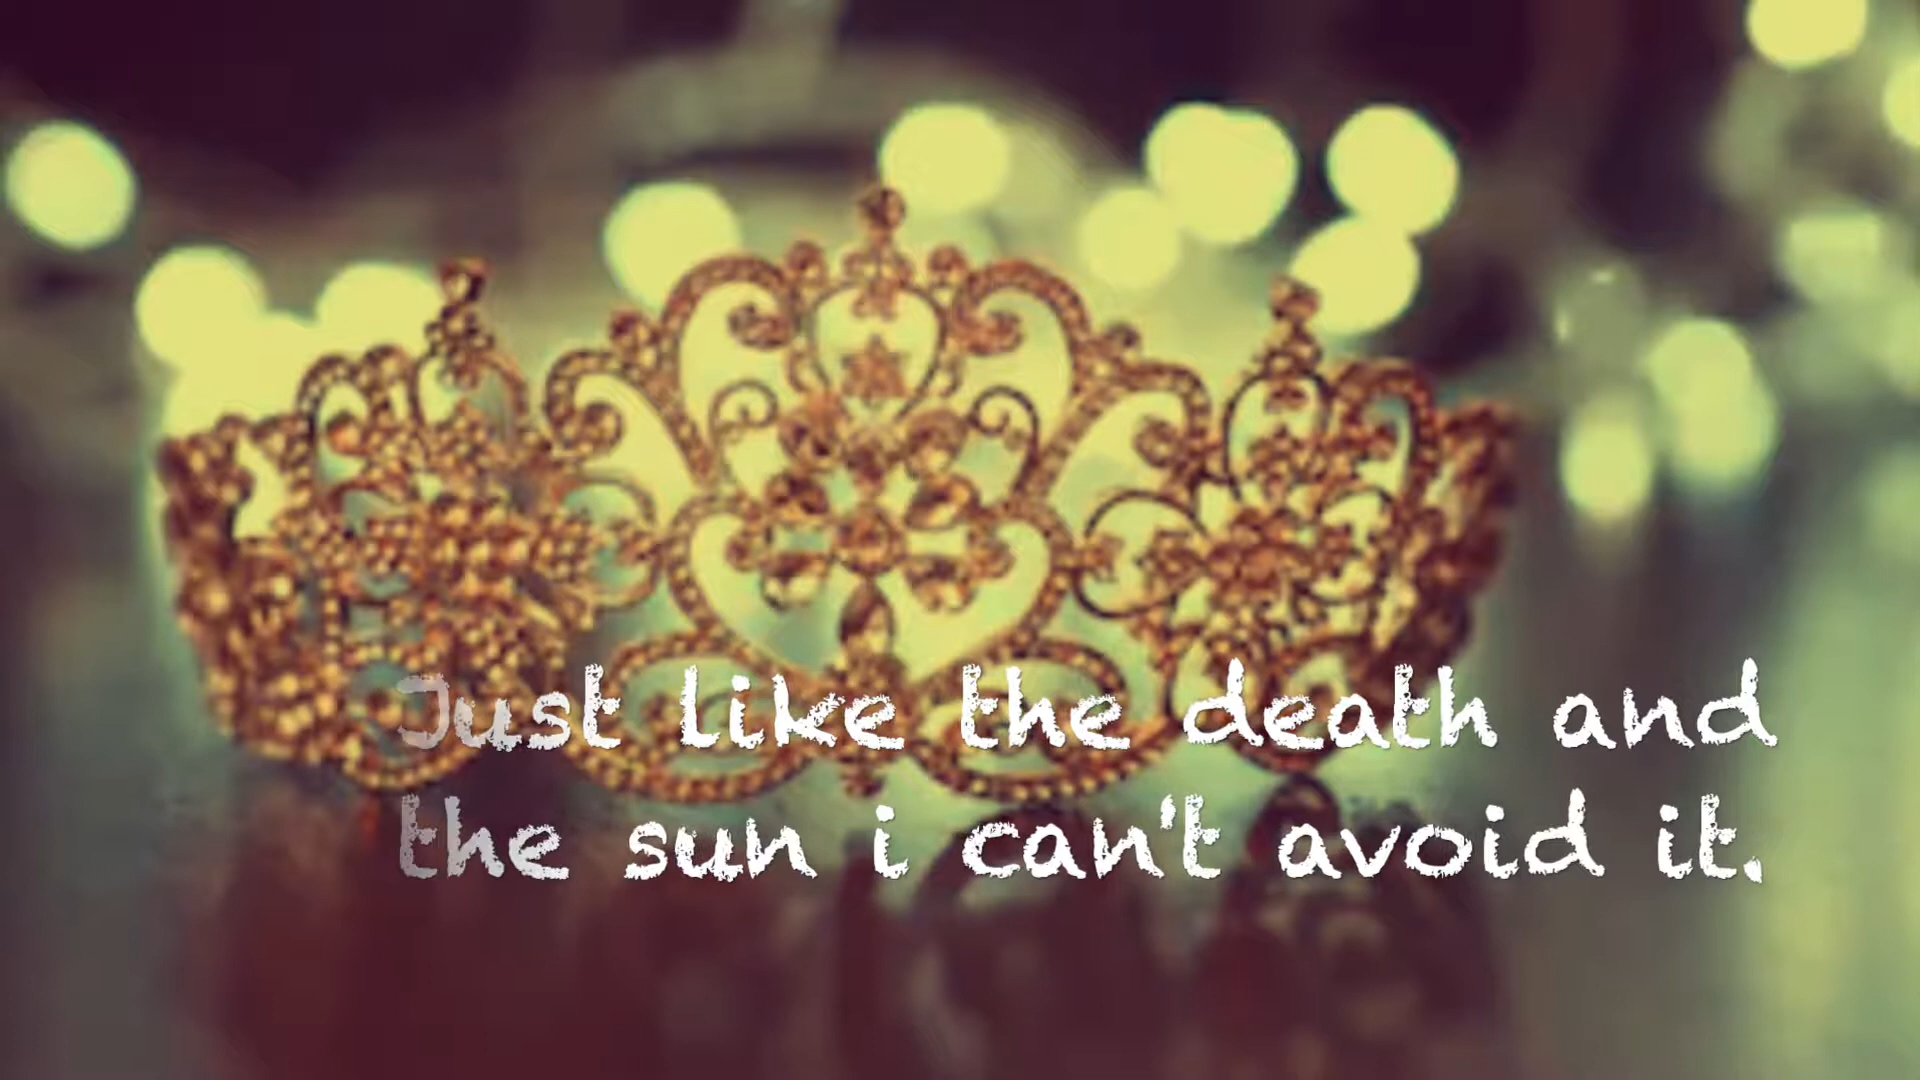 Just like the death and
the sun i can't avoid it.